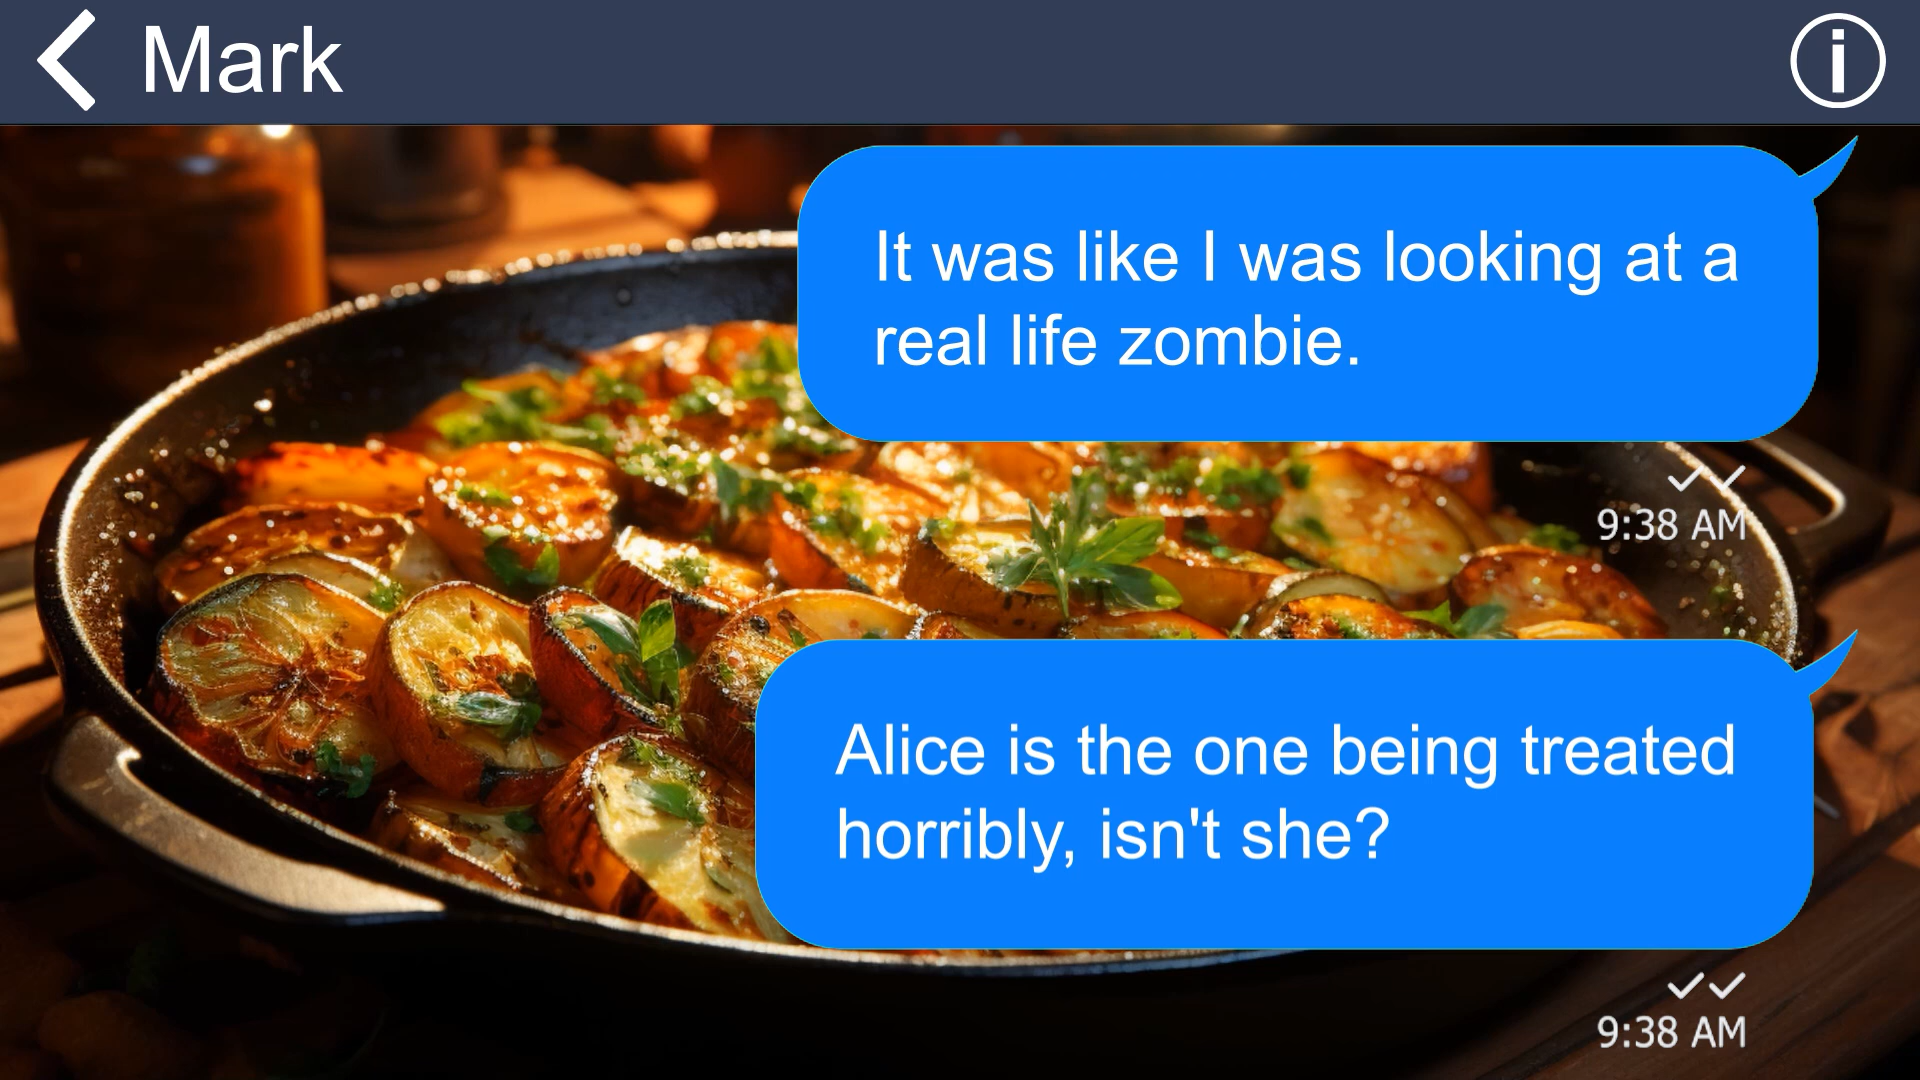 Mark
It was like I was looking at a
real life zombie.
9:38 AM
Alice is the one being treated
horribly, isn't she?
9:38 AM